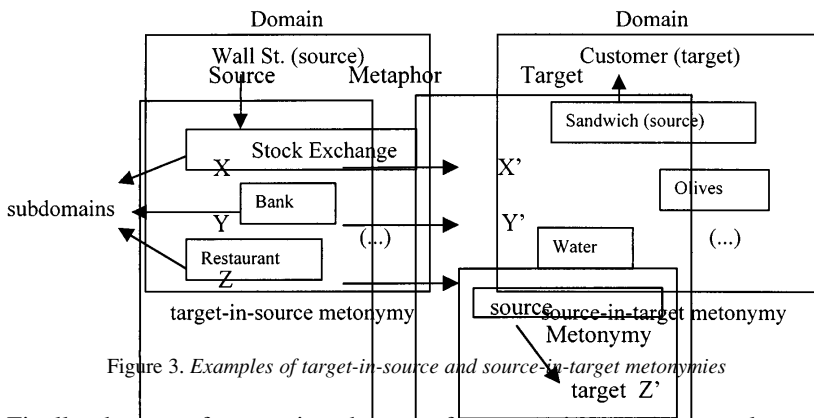 Domain Domain
Wall St. (source) Customer (target)
Source Metaphor Target
Sandwich (source)
Stock Exchange
X X'
Olives
Bank
subdomains
Y Y'
(...) (...)
Water
Restaurant
Z
source
target-in-source metonymy source-in-target metonymy
Metonymy
Figure 3. Examples of target-in-source and source-in-target metonymies
target Z'